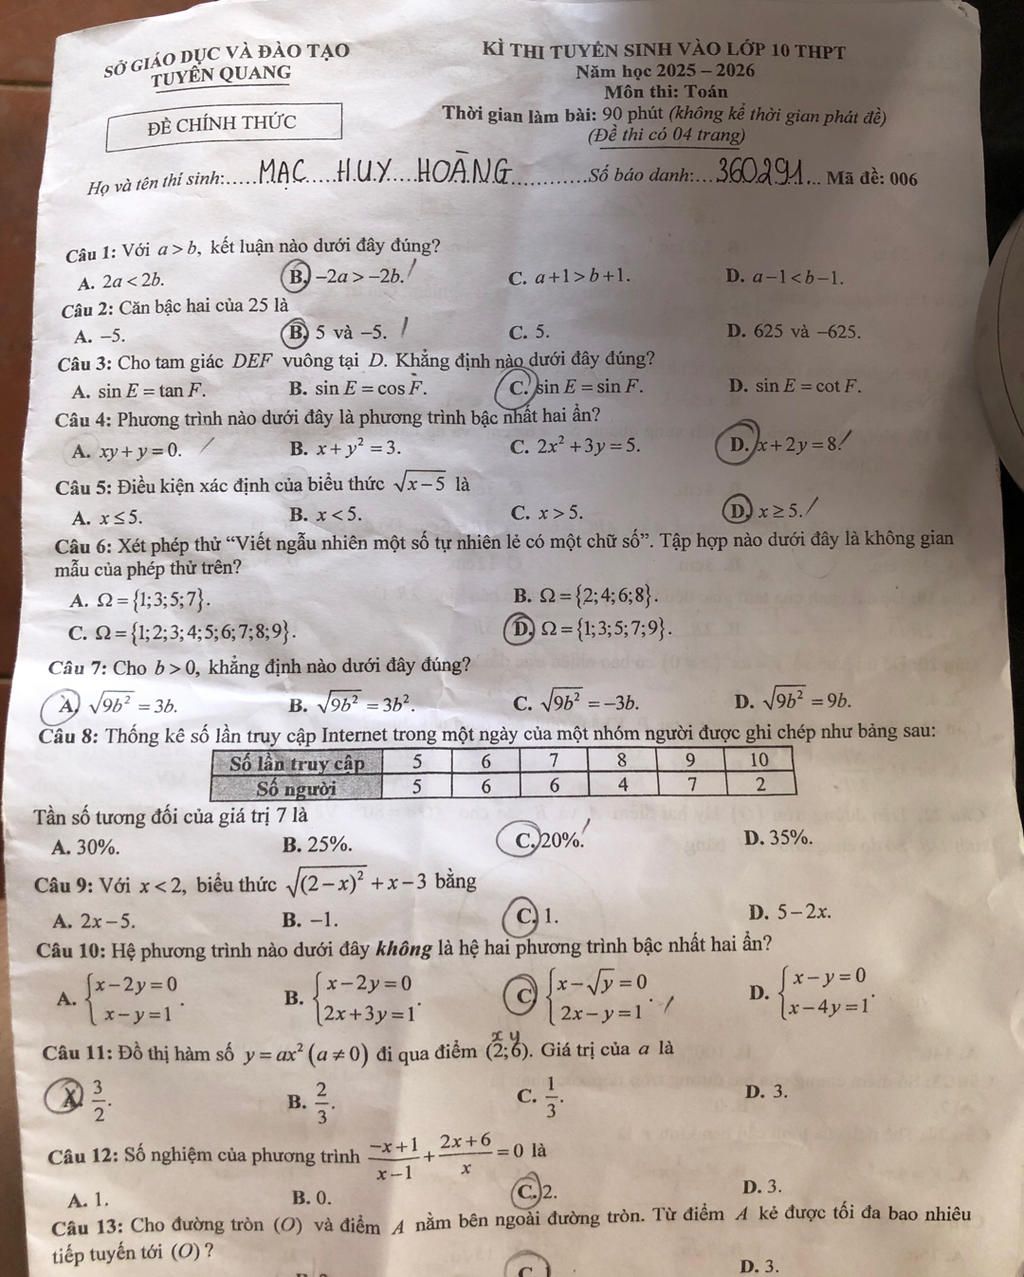 SỞ GIÁO DỤC VÀ ĐÀO TẠO
TUYÊN QUANG
ĐỀ CHÍNH THỨC
KÌ THI TUYỂN SINH VÀO LỚP 10 THPT
Năm học 2025 – 2026
Môn thi: Toán
Thời gian làm bài: 90 phút (không kể thời gian phát đề)
(Đề thi có 04 trang)
Họ và tên thí sinh:.....MẠC....HUY....HOÀNG............Số báo danh:...360291... Mã đề: 006
Câu 1: Với a > b, kết luận nào dưới đây đúng?
A. 2a < 2b. B. −2a > −2b. C. a+1 > b+1. D. a−1 < b−1.
Câu 2: Căn bậc hai của 25 là
A. −5. B. 5 và −5. C. 5. D. 625 và −625.
Câu 3: Cho tam giác DEF vuông tại D. Khẳng định nào dưới đây đúng?
A. sin E = tan F. B. sin E = cos F. C. sin E = sin F. D. sin E = cot F.
Câu 4: Phương trình nào dưới đây là phương trình bậc nhất hai ẩn?
A. xy + y = 0. B. x + y² = 3. C. 2x² + 3y = 5. D. x + 2y = 8.
Câu 5: Điều kiện xác định của biểu thức √(x−5) là
A. x ≤ 5. B. x < 5. C. x > 5. D. x ≥ 5.
Câu 6: Xét phép thử “Viết ngẫu nhiên một số tự nhiên lẻ có một chữ số”. Tập hợp nào dưới đây là không gian
mẫu của phép thử trên?
A. Ω = {1;3;5;7}. B. Ω = {2;4;6;8}.
C. Ω = {1;2;3;4;5;6;7;8;9}. D. Ω = {1;3;5;7;9}.
Câu 7: Cho b > 0, khẳng định nào dưới đây đúng?
A. √(9b²) = 3b. B. √(9b²) = 3b². C. √(9b²) = −3b. D. √(9b²) = 9b.
Câu 8: Thống kê số lần truy cập Internet trong một ngày của một nhóm người được ghi chép như bảng sau:
Số lần truy cập 5 6 7 8 9 10
Số người 5 6 6 4 7 2
Tần số tương đối của giá trị 7 là
A. 30%. B. 25%. C. 20%. D. 35%.
Câu 9: Với x < 2, biểu thức √((2−x)²) + x − 3 bằng
A. 2x − 5. B. −1. C. 1. D. 5 − 2x.
Câu 10: Hệ phương trình nào dưới đây không là hệ hai phương trình bậc nhất hai ẩn?
A. {x−2y=0 B. {x−2y=0 C. {x−√y=0 D. {x−y=0
x−y=1. 2x+3y=1. 2x−y=1. x−4y=1.
x y
Câu 11: Đồ thị hàm số y = ax² (a ≠ 0) đi qua điểm (2;6). Giá trị của a là
A. 3/2. B. 2/3. C. 1/3. D. 3.
Câu 12: Số nghiệm của phương trình (−x+1)/(x−1) + (2x+6)/x = 0 là
A. 1. B. 0. C. 2. D. 3.
Câu 13: Cho đường tròn (O) và điểm A nằm bên ngoài đường tròn. Từ điểm A kẻ được tối đa bao nhiêu
tiếp tuyến tới (O) ?
C D. 3.